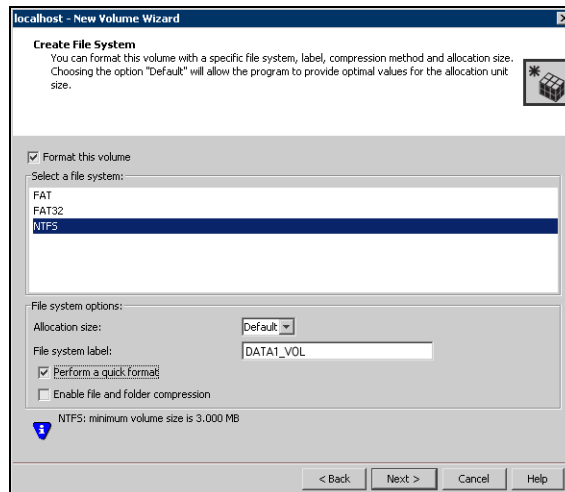 localhost - New Volume Wizard
Create File System
You can format this volume with a specific file system, label, compression method and allocation size.
Choosing the option "Default" will allow the program to provide optimal values for the allocation unit
size.
Format this volume
Select a file system:
FAT
FAT32
NTFS
File system options:
Allocation size:
Default
File system label:
DATA1_VOL
Perform a quick format
Enable file and folder compression
NTFS: minimum volume size is 3.000 MB
< Back
Next >
Cancel
Help